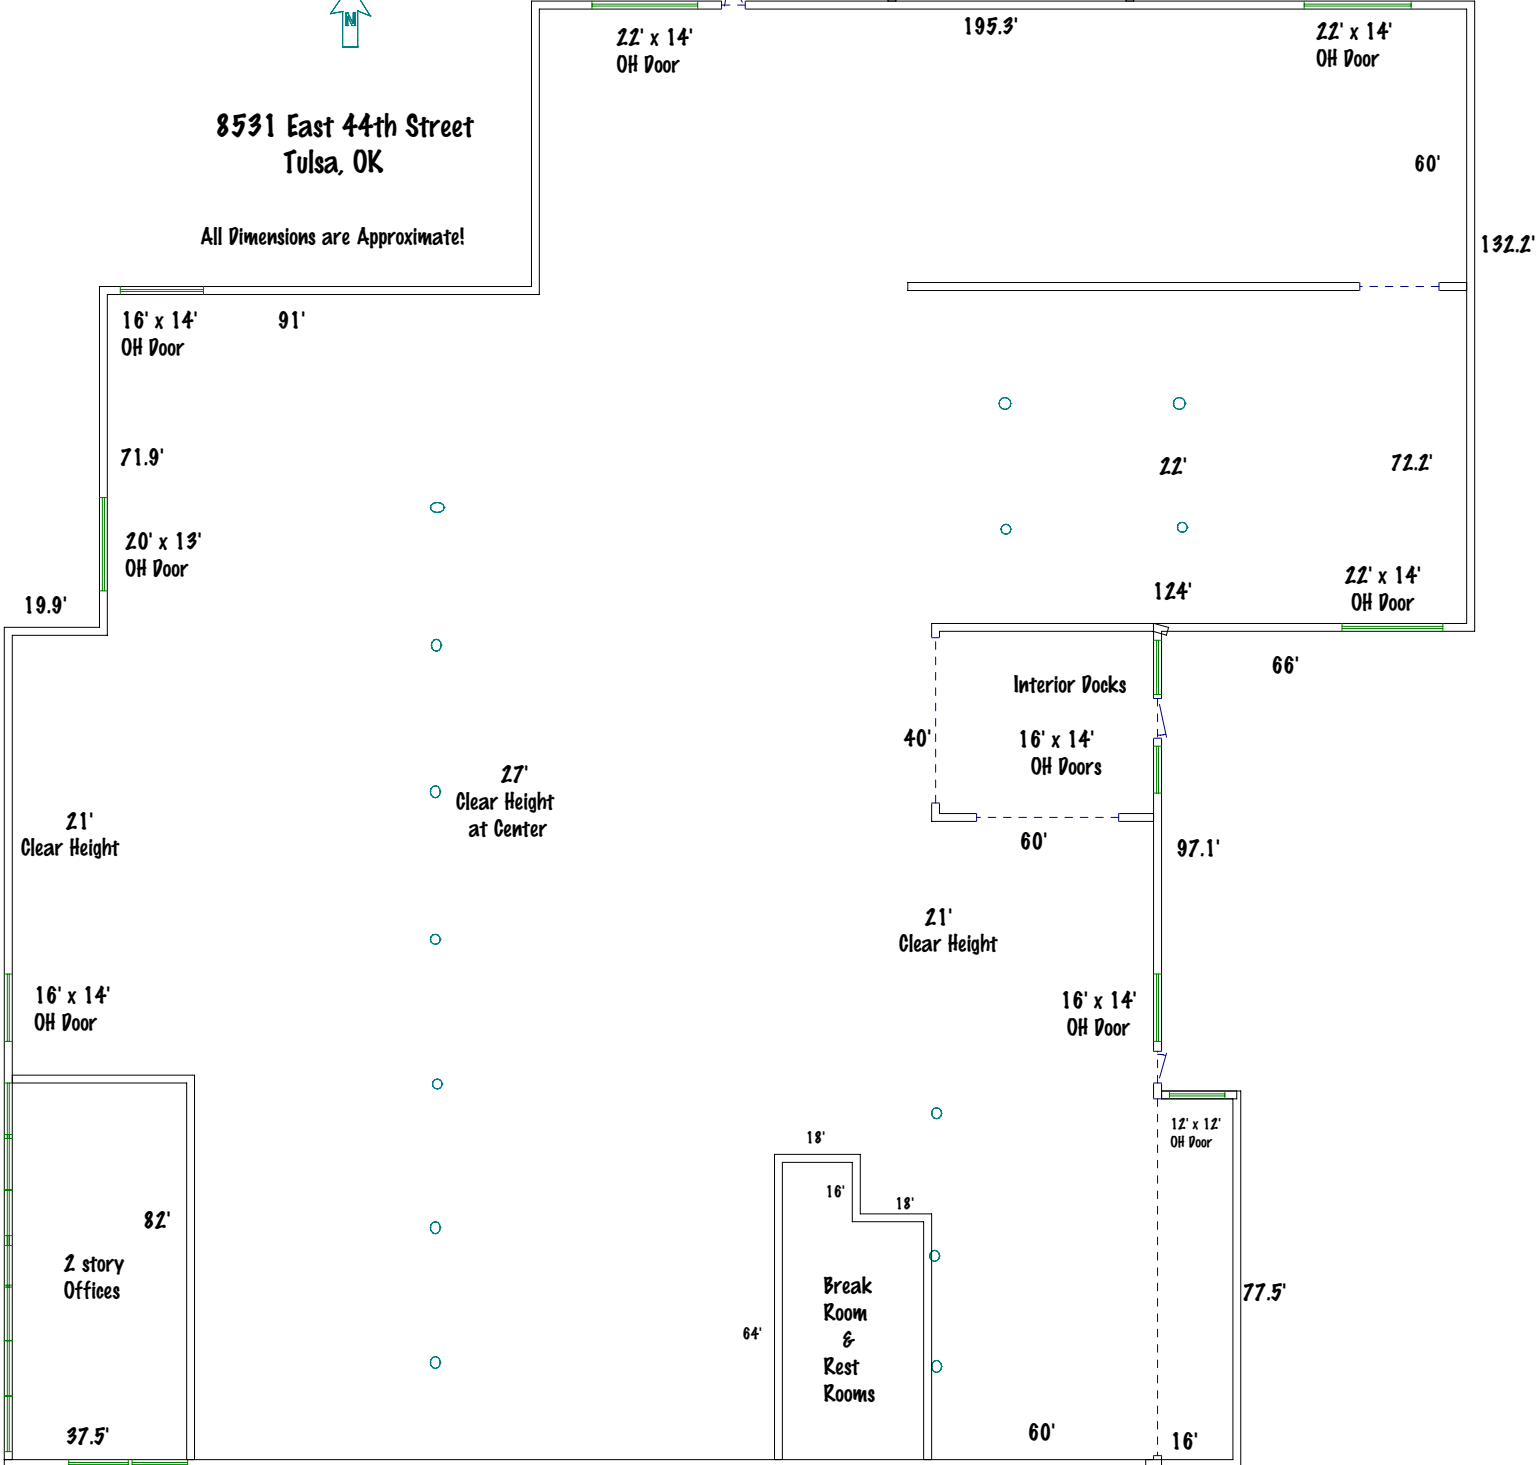 N
195.3'
22' x 14'
OH Door
22' x 14'
OH Door
8531 East 44th Street
Tulsa, OK
60'
All Dimensions are Approximate!
132.2'
16' x 14'
OH Door
91'
71.9'
22'
72.2'
20' x 13'
OH Door
19.9'
124'
22' x 14'
OH Door
66'
Interior Docks
40'
16' x 14'
OH Doors
27'
Clear Height
at Center
21'
Clear Height
60'
97.1'
21'
Clear Height
16' x 14'
OH Door
16' x 14'
OH Door
12' x 12'
OH Door
18'
16'
18'
82'
2 story
Offices
Break
Room
&
Rest
Rooms
77.5'
64'
37.5'
60'
16'